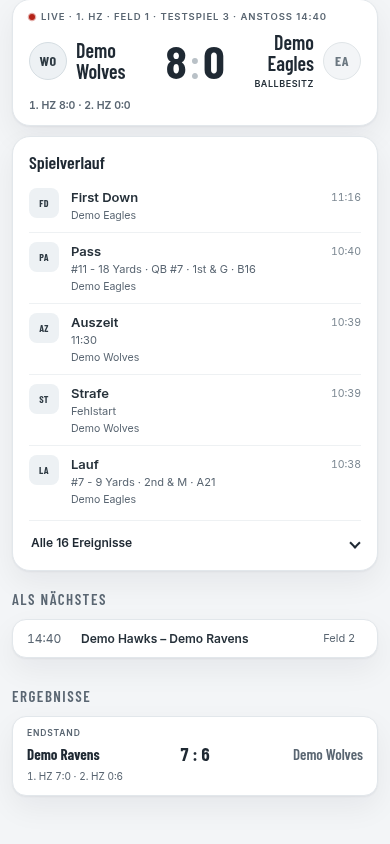 LIVE · 1. HZ · FELD 1 · TESTSPIEL 3 · ANSTOSS 14:40
WO
Demo
Wolves
8:0
Demo
Eagles
BALLBESITZ
EA
1. HZ 8:0 · 2. HZ 0:0
Spielverlauf
FD
First Down
11:16
Demo Eagles
PA
Pass
10:40
#11 - 18 Yards · QB #7 · 1st & G · B16
Demo Eagles
AZ
Auszeit
10:39
11:30
Demo Wolves
ST
Strafe
10:39
Fehlstart
Demo Wolves
LA
Lauf
10:38
#7 - 9 Yards · 2nd & M · A21
Demo Eagles
Alle 16 Ereignisse
ALS NÄCHSTES
14:40 Demo Hawks – Demo Ravens Feld 2
ERGEBNISSE
ENDSTAND
Demo Ravens 7 : 6 Demo Wolves
1. HZ 7:0 · 2. HZ 0:6